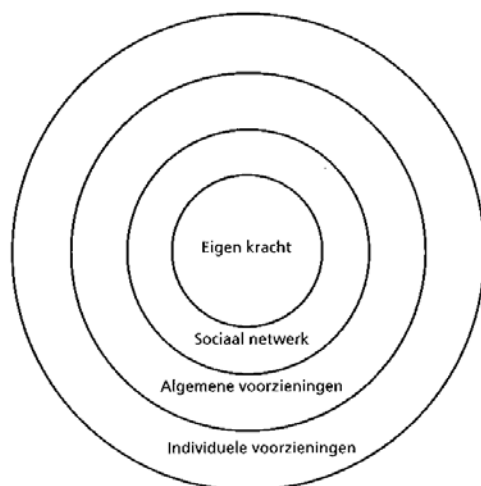 Eigen kracht
Sociaal netwerk
Algemene voorzieningen
Individuele voorzieningen